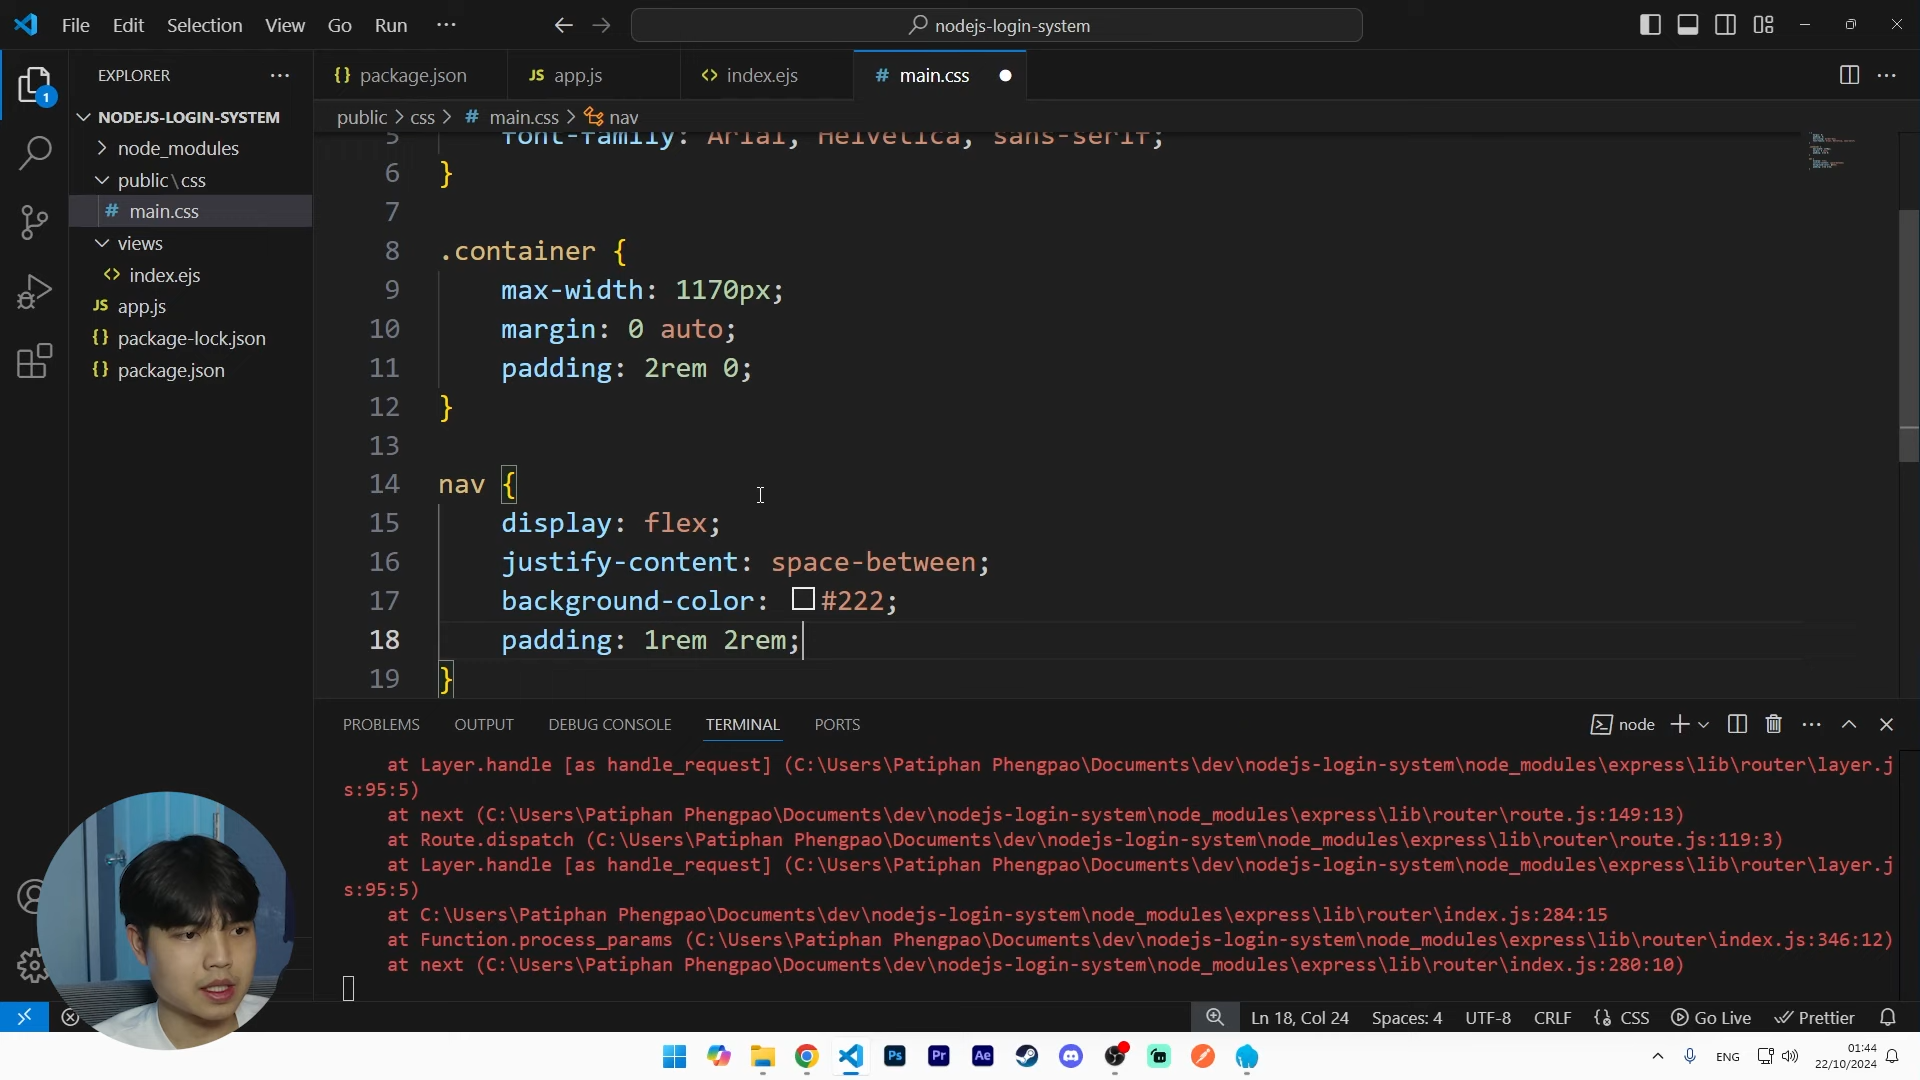 File Edit Selection View Go Run ···
nodejs-login-system
EXPLORER ···
{} package.json
JS app.js
<> index.ejs
# main.css
public > css > # main.css > nav
NODEJS-LOGIN-SYSTEM
node_modules
public\css
# main.css
views
<> index.ejs
JS app.js
{} package-lock.json
{} package.json
1
5 font-family: Arial, Helvetica, sans-serif;
6 }
7
8 .container {
9 max-width: 1170px;
10 margin: 0 auto;
11 padding: 2rem 0;
12 }
13
14 nav {
15 display: flex;
16 justify-content: space-between;
17 background-color: #222;
18 padding: 1rem 2rem;
19 }
PROBLEMS OUTPUT DEBUG CONSOLE TERMINAL PORTS
node
at Layer.handle [as handle_request] (C:\Users\Patiphan Phengpao\Documents\dev\nodejs-login-system\node_modules\express\lib\router\layer.j
s:95:5)
at next (C:\Users\Patiphan Phengpao\Documents\dev\nodejs-login-system\node_modules\express\lib\router\route.js:149:13)
at Route.dispatch (C:\Users\Patiphan Phengpao\Documents\dev\nodejs-login-system\node_modules\express\lib\router\route.js:119:3)
at Layer.handle [as handle_request] (C:\Users\Patiphan Phengpao\Documents\dev\nodejs-login-system\node_modules\express\lib\router\layer.j
s:95:5)
at C:\Users\Patiphan Phengpao\Documents\dev\nodejs-login-system\node_modules\express\lib\router\index.js:284:15
at Function.process_params (C:\Users\Patiphan Phengpao\Documents\dev\nodejs-login-system\node_modules\express\lib\router\index.js:346:12)
at next (C:\Users\Patiphan Phengpao\Documents\dev\nodejs-login-system\node_modules\express\lib\router\index.js:280:10)
Ln 18, Col 24 Spaces: 4 UTF-8 CRLF {} CSS Go Live Prettier
Ps Pr Ae
ENG
01:44
22/10/2024